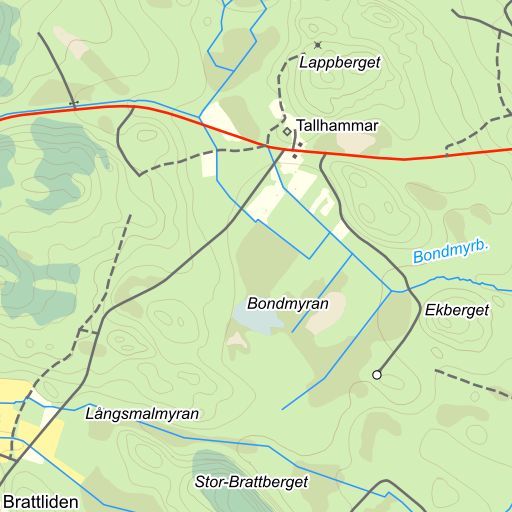 Lappberget
Tallhammar
Bondmyrb.
Bondmyran
Ekberget
Långsmalmyran
Stor-Brattberget
Brattliden